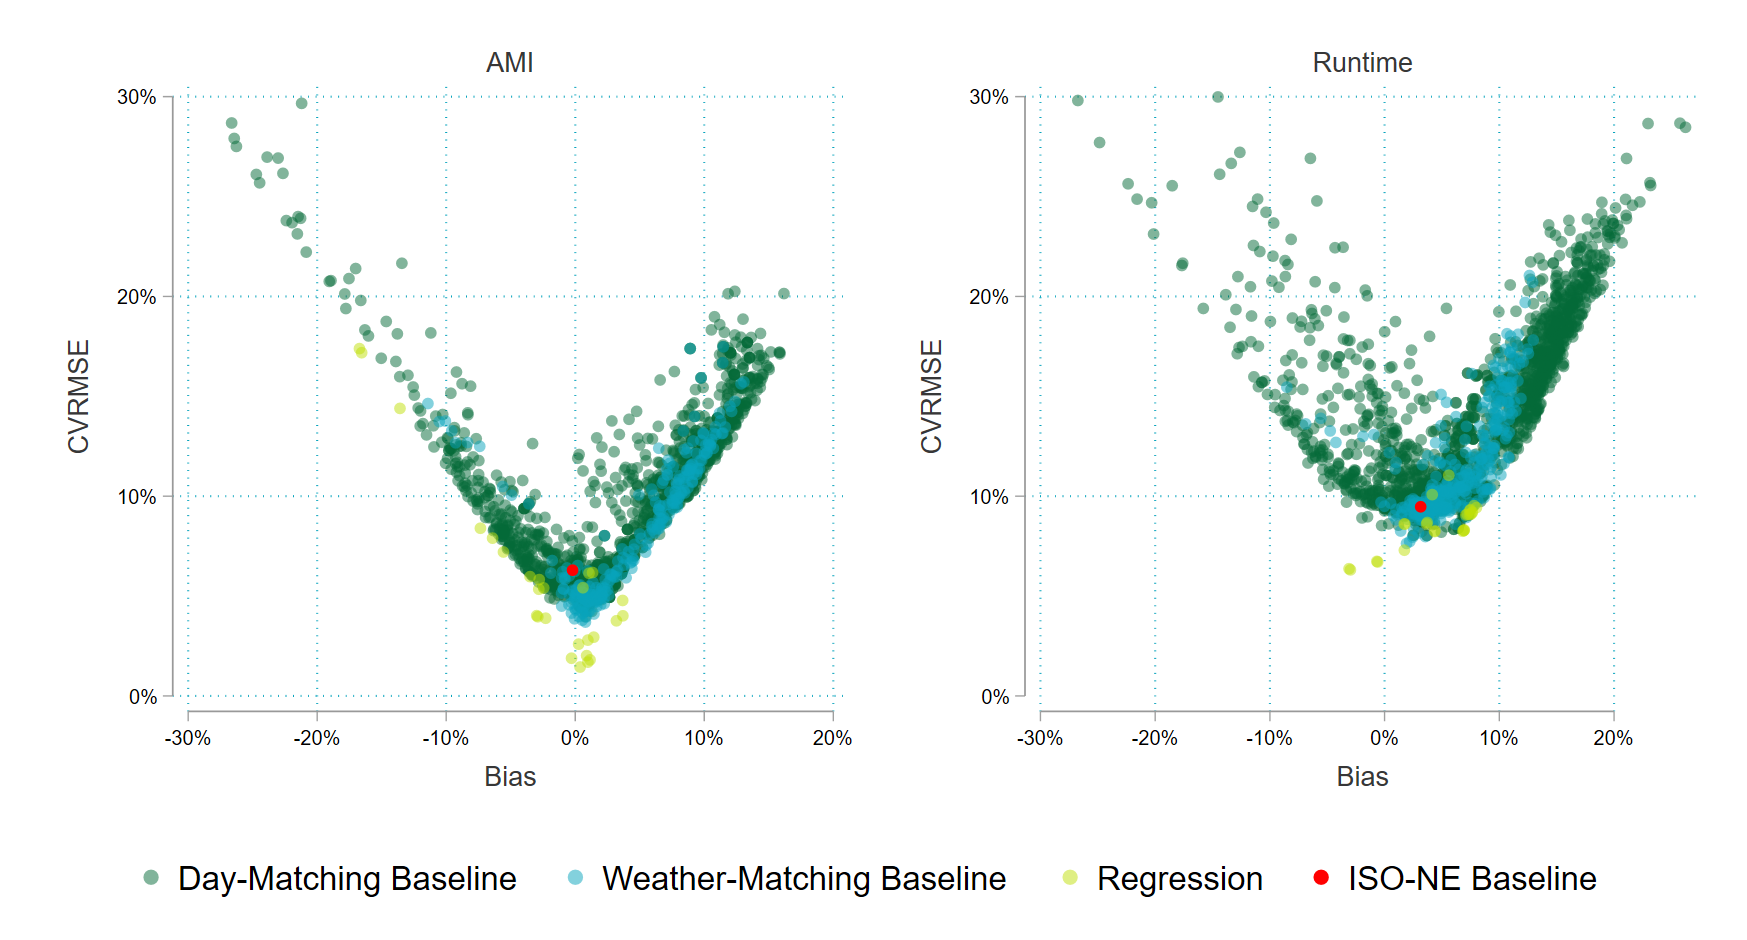 AMI
Runtime
30%
20%
10%
0%
CVRMSE
-30% -20% -10% 0% 10% 20%
Bias
30%
20%
10%
0%
CVRMSE
-30% -20% -10% 0% 10% 20%
Bias
Day-Matching Baseline Weather-Matching Baseline Regression ISO-NE Baseline